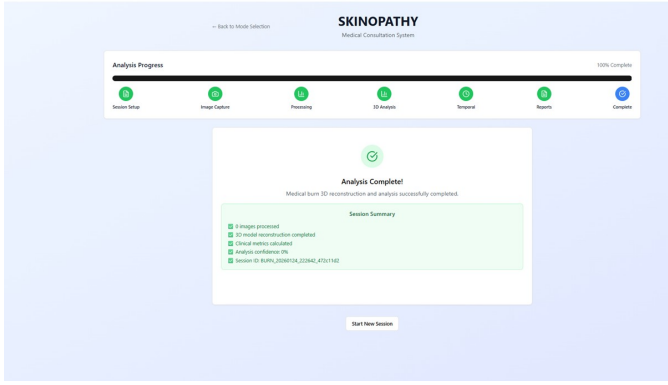 ← Back to Mode Selection
SKINOPATHY
Medical Consultation System
Analysis Progress
100% Complete
Session Setup
Image Capture
Processing
3D Analysis
Temporal
Reports
Complete
Analysis Complete!
Medical burn 3D reconstruction and analysis successfully completed.
Session Summary
✅ 0 images processed
✅ 3D model reconstruction completed
✅ Clinical metrics calculated
✅ Analysis confidence: 0%
✅ Session ID: BURN_20260124_222642_472c11d2
Start New Session